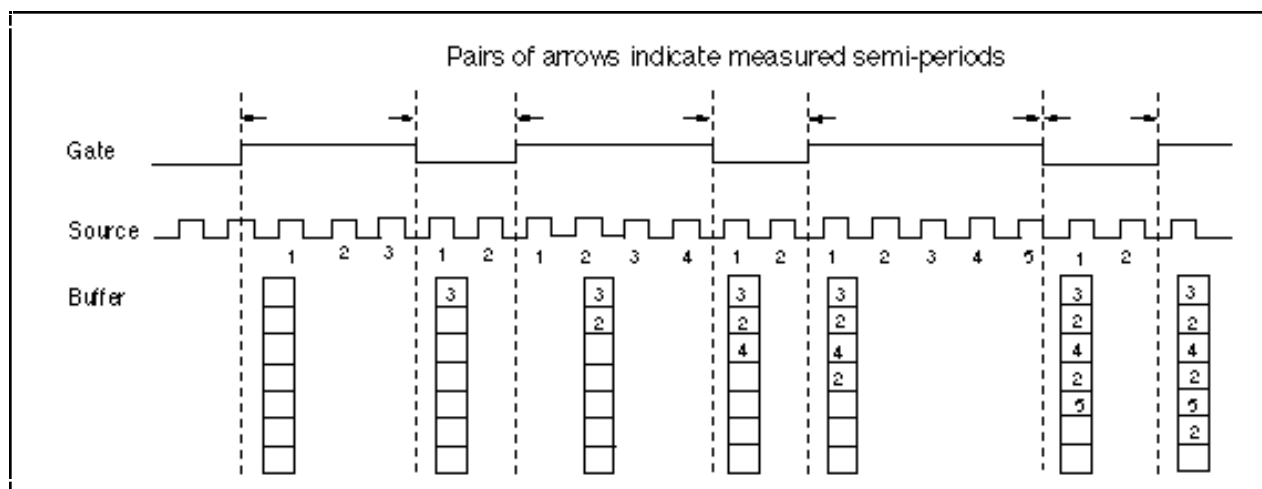 Pairs of arrows indicate measured semi-periods
Gate
Source
1 2 3 1 2 1 2 3 4 1 2 1 2 3 4 5 1 2
Buffer
3 3 3 3 3 3
2 2 2 2 2
4 4 4 4
2 2 2
5 5
2